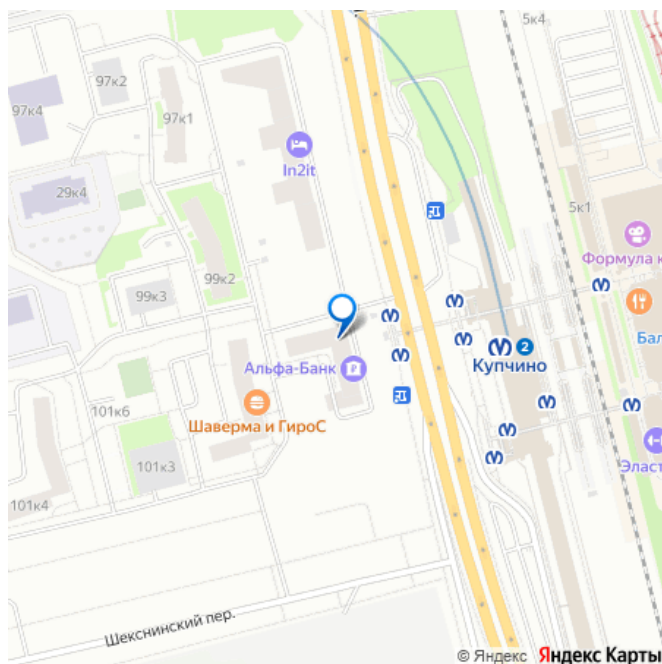 5к4
97к2
97к4
97к1
In2it
29к4
5к1
Формула к
99к2
99к3
Бал
2
Купчино
Альфа-Банк
101к6
Шаверма и ГироС
101к3
Эласт
101к4
Шекснинский пер.
© Яндекс Яндекс Карты